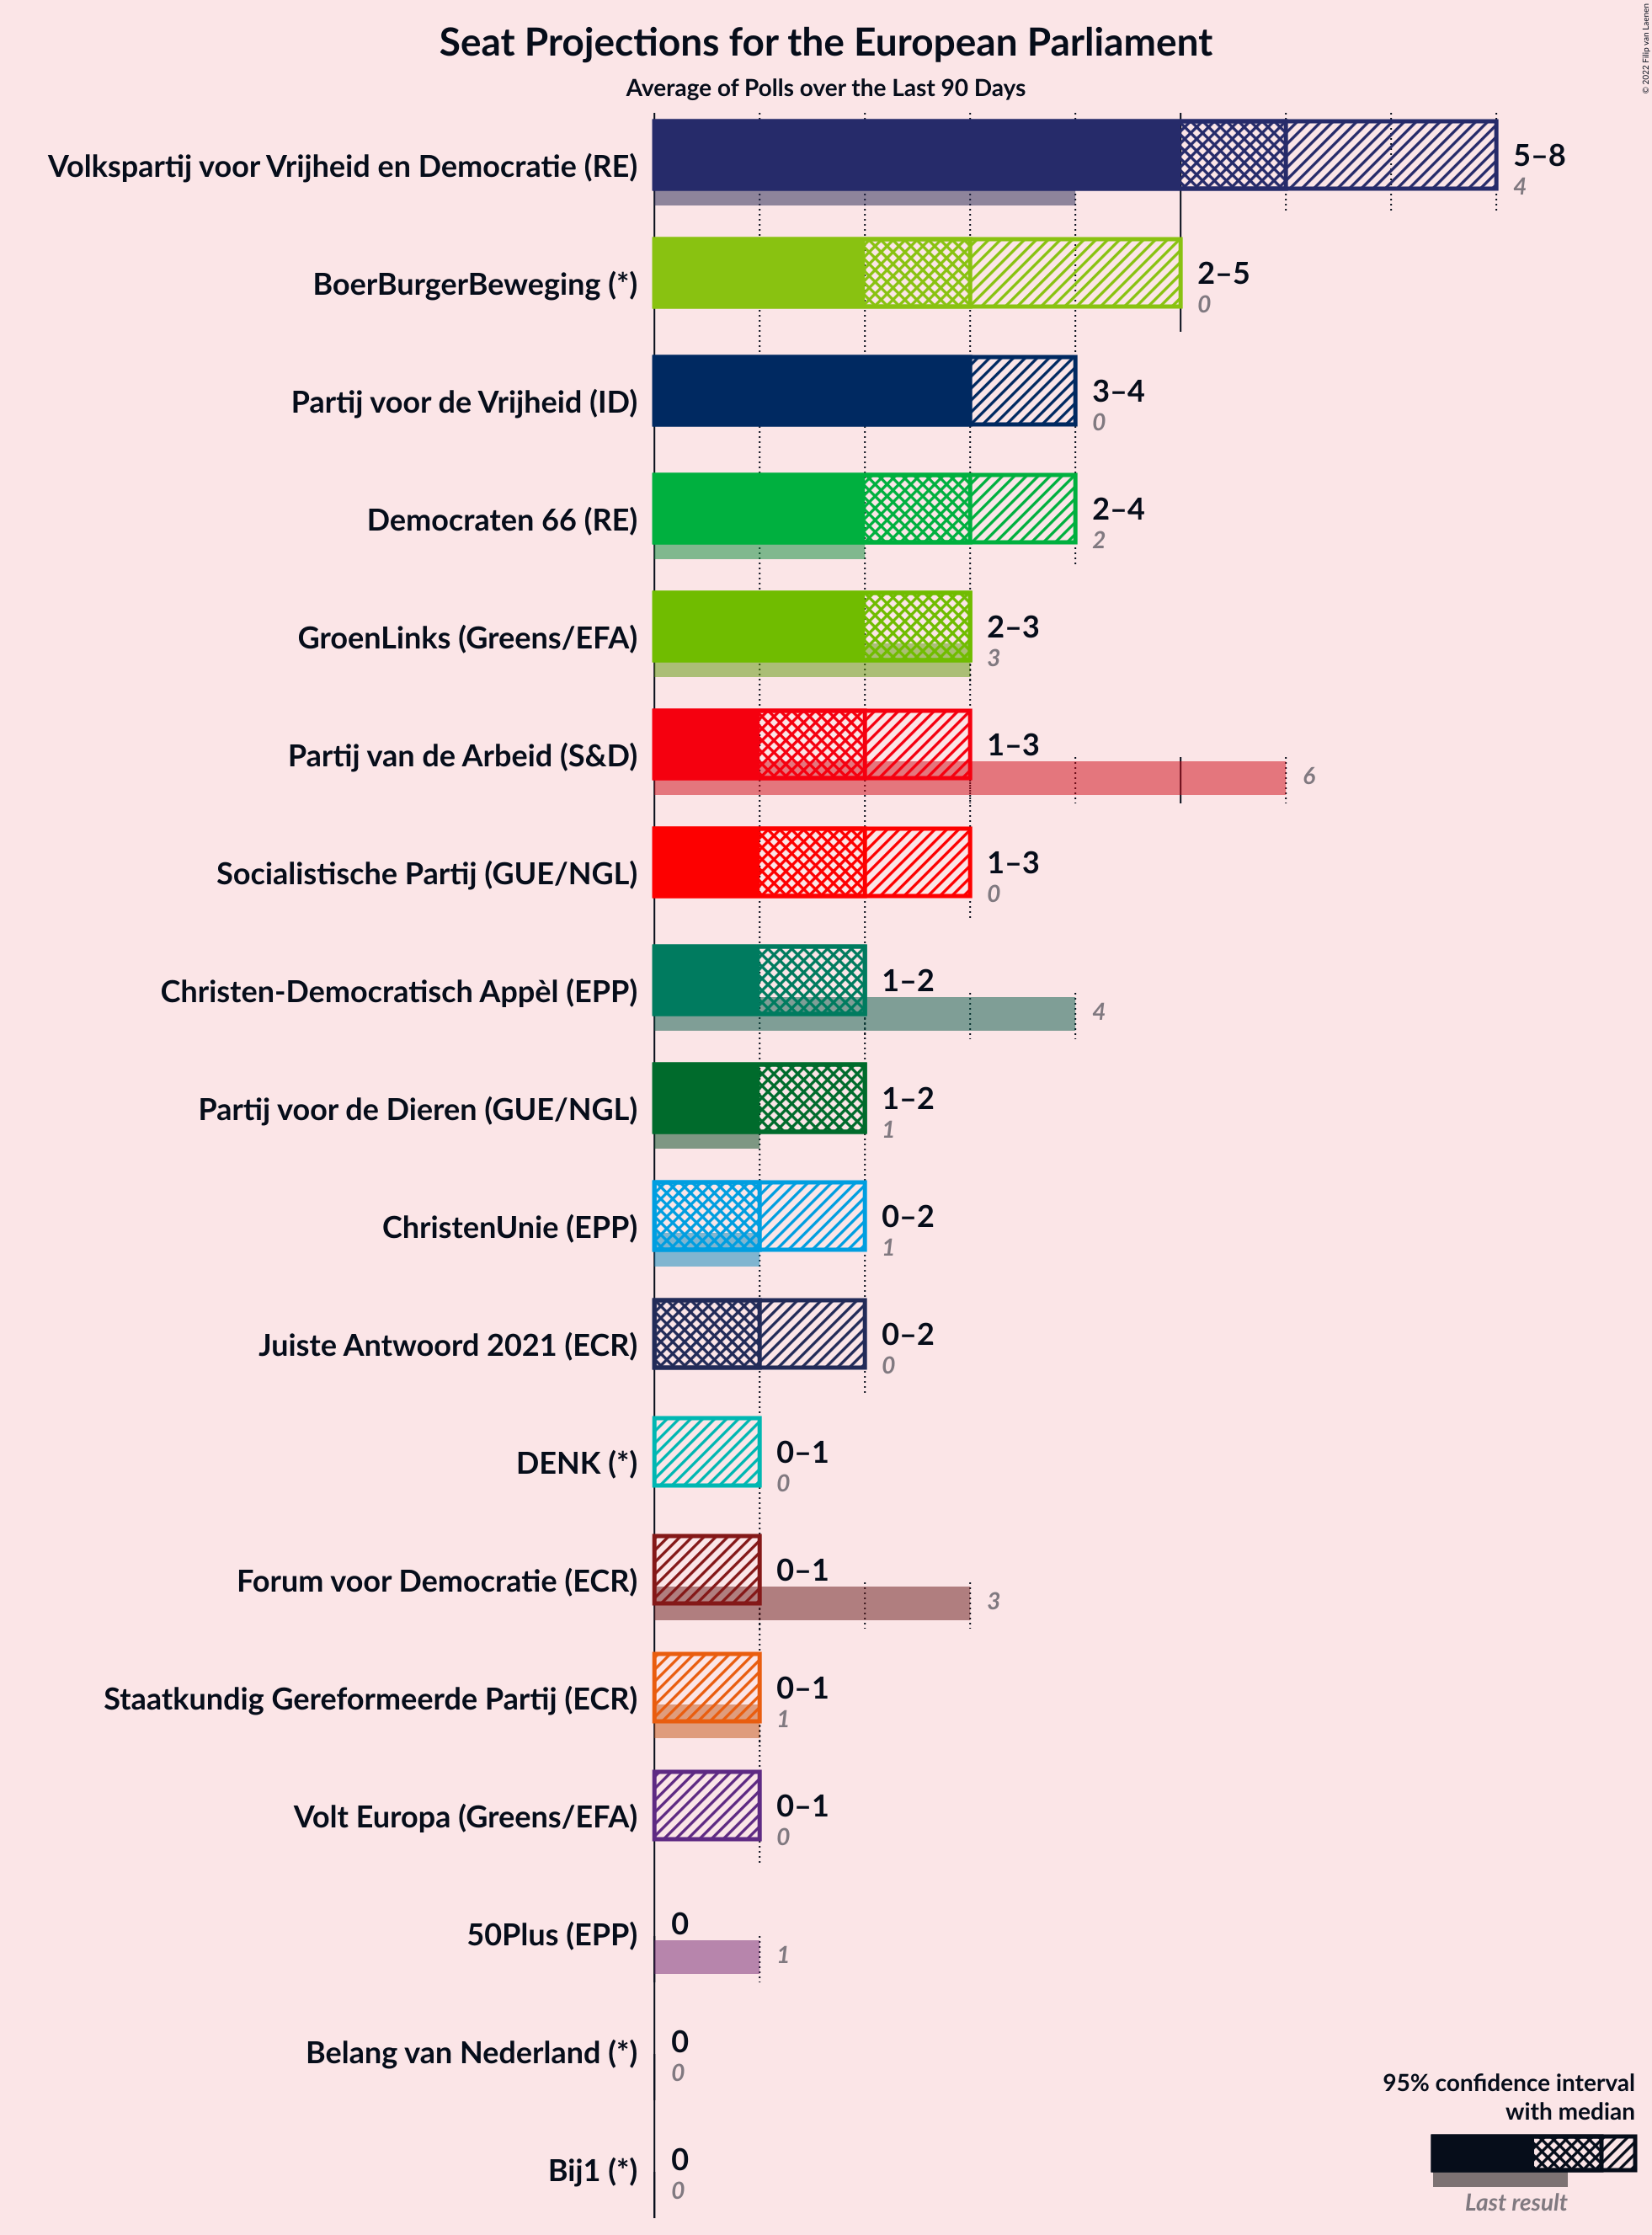 Seat Projections for the European Parliament
Average of Polls over the Last 90 Days
© 2022 Filip van Laenen
Volkspartij voor Vrijheid en Democratie (RE)
5–8
4
BoerBurgerBeweging (*)
2–5
0
Partij voor de Vrijheid (ID)
3–4
0
Democraten 66 (RE)
2–4
2
GroenLinks (Greens/EFA)
2–3
3
Partij van de Arbeid (S&D)
1–3
6
Socialistische Partij (GUE/NGL)
1–3
0
Christen-Democratisch Appèl (EPP)
1–2
4
Partij voor de Dieren (GUE/NGL)
1–2
1
ChristenUnie (EPP)
0–2
1
Juiste Antwoord 2021 (ECR)
0–2
0
DENK (*)
0–1
0
Forum voor Democratie (ECR)
0–1
3
Staatkundig Gereformeerde Partij (ECR)
0–1
1
Volt Europa (Greens/EFA)
0–1
0
50Plus (EPP)
0
1
Belang van Nederland (*)
0
0
Bij1 (*)
0
0
95% confidence interval
with median
Last result